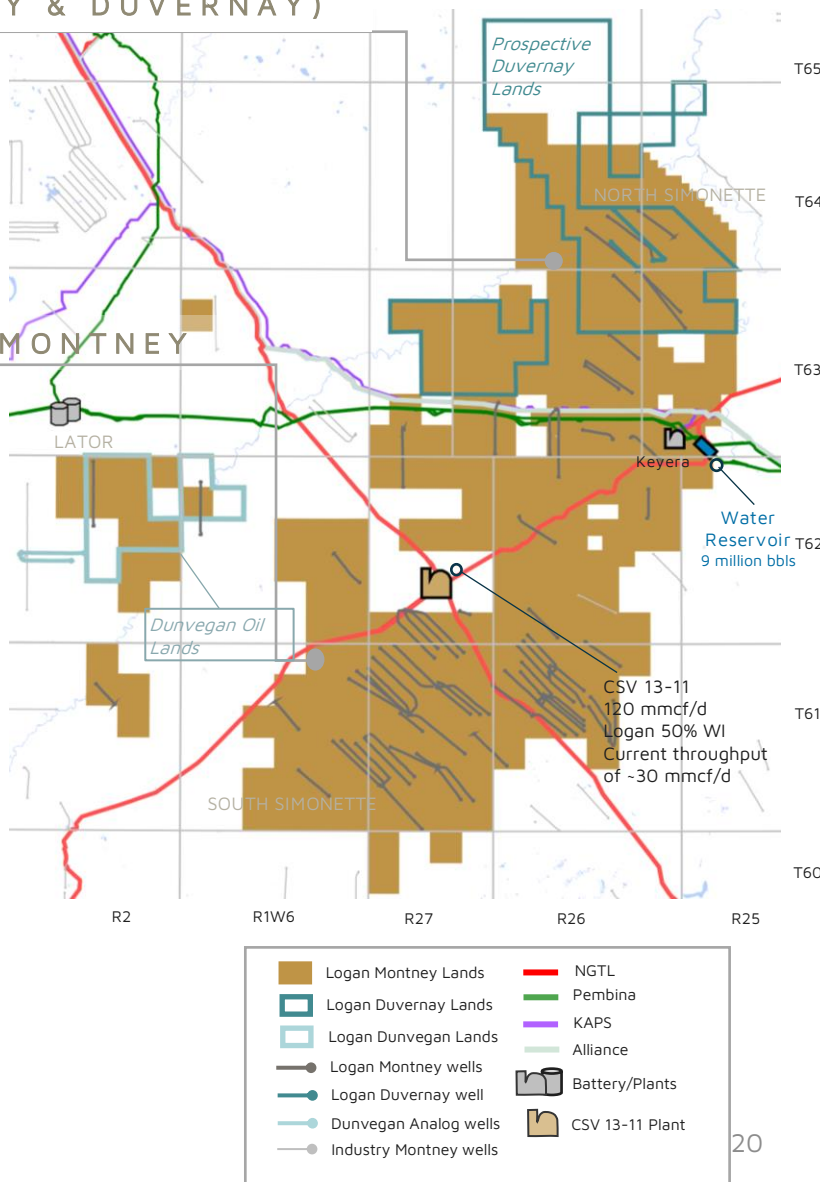 Y & DUVERNAY)
Prospective
Duvernay
Lands
T65
NORTH SIMONETTE
T64
MONTNEY
T63
LATOR
Keyera
Water
Reservoir
9 million bbls
T62
Dunvegan Oil
Lands
CSV 13-11
120 mmcf/d
Logan 50% WI
Current throughput
of ~30 mmcf/d
T61
SOUTH SIMONETTE
T60
R2
R1W6
R27
R26
R25
Logan Montney Lands
Logan Duvernay Lands
Logan Dunvegan Lands
Logan Montney wells
Logan Duvernay well
Dunvegan Analog wells
Industry Montney wells
NGTL
Pembina
KAPS
Alliance
Battery/Plants
CSV 13-11 Plant
20